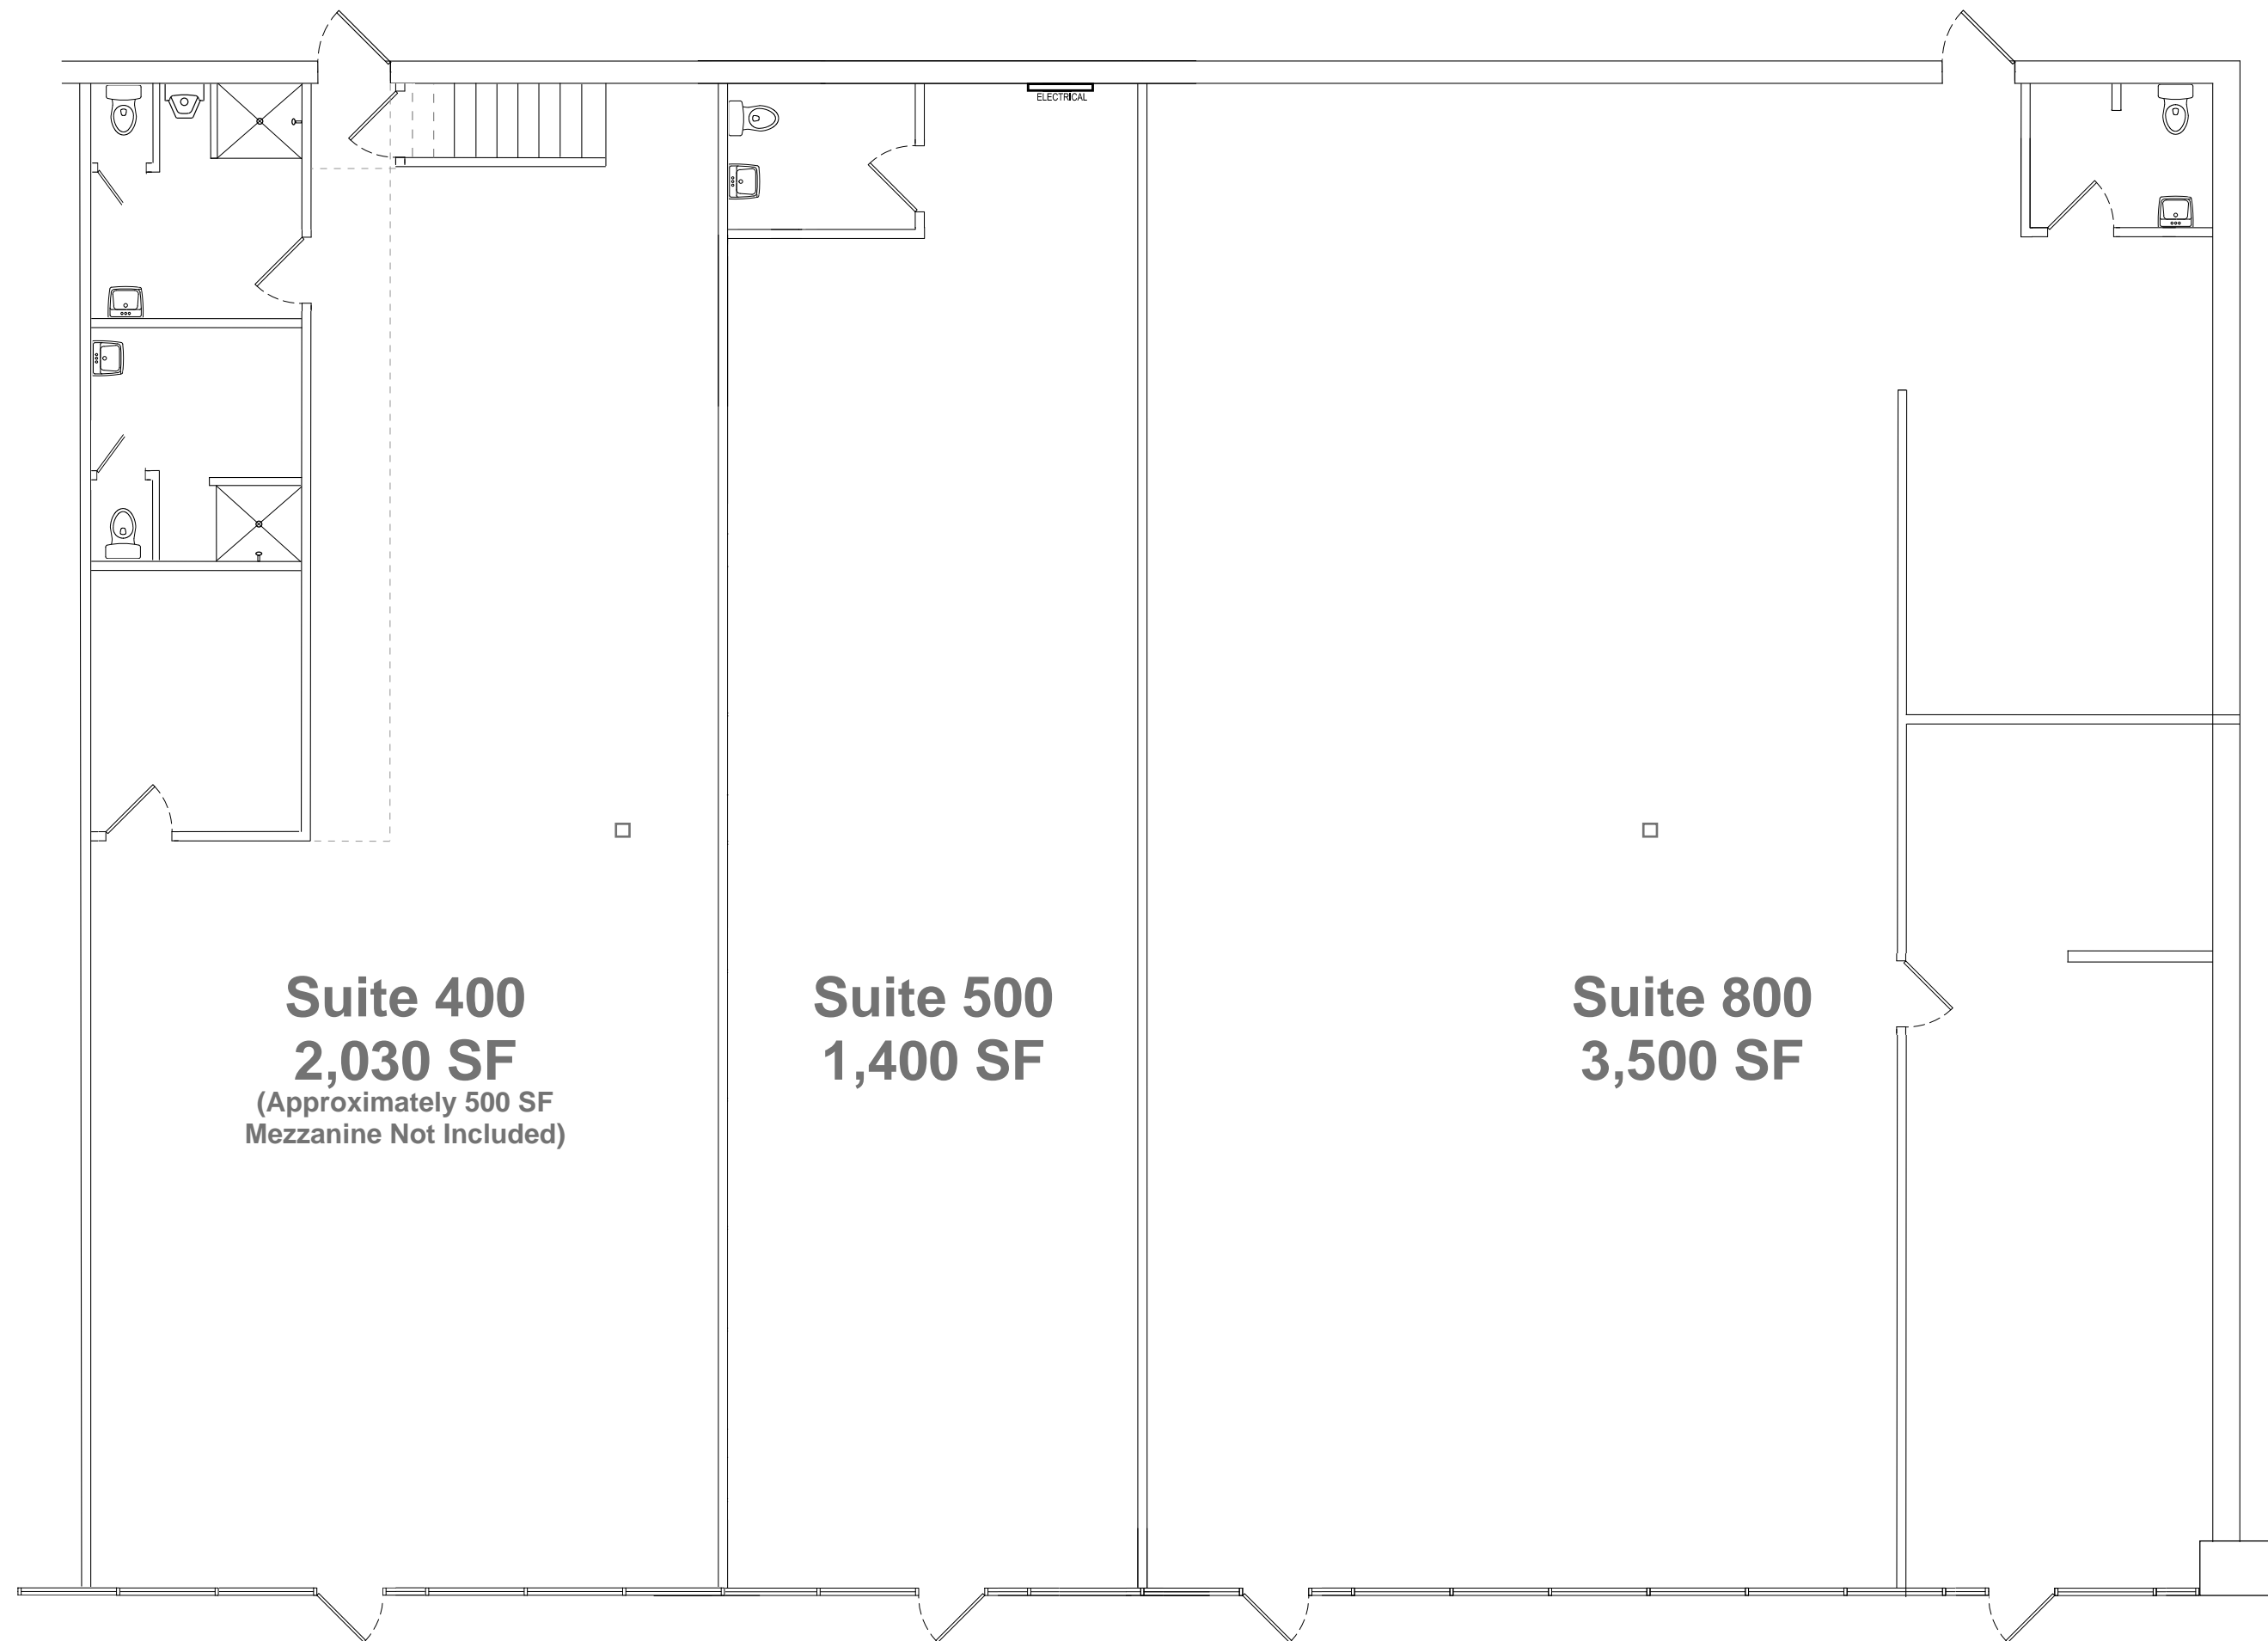 ELECTRICAL
Suite 400
2,030 SF
(Approximately 500 SF
Mezzanine Not Included)
Suite 500
1,400 SF
Suite 800
3,500 SF